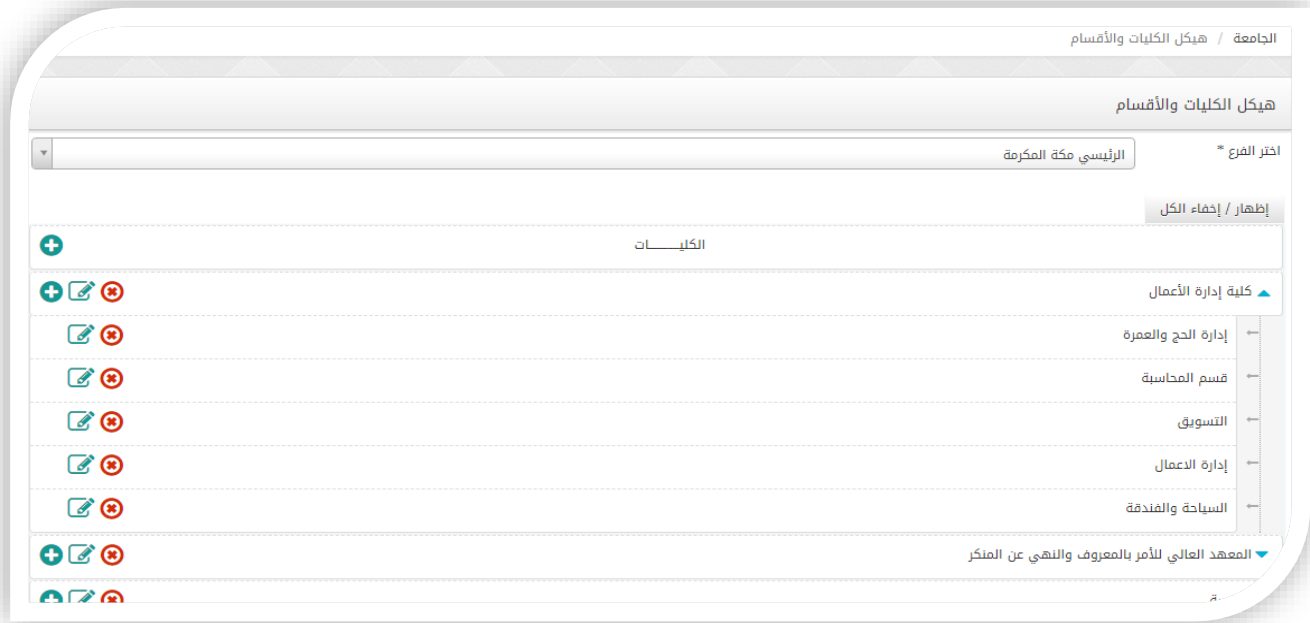 الجامعة / هيكل الكليات والأقسام
هيكل الكليات والأقسام
اختر الفرع *
الرئيسي مكة المكرمة
إظهار / إخفاء الكل
الكليـــــــات
كلية إدارة الأعمال
إدارة الحج والعمرة
قسم المحاسبة
التسويق
إدارة الاعمال
السياحة والفندقة
المعهد العالي للأمر بالمعروف والنهي عن المنكر